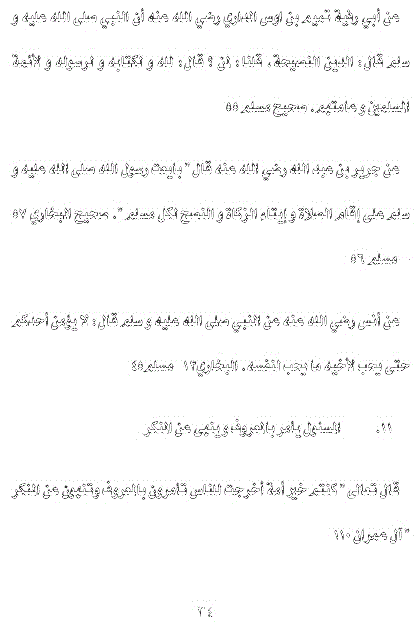 عن أبي رقية تميم بن اوس الداري رضي الله عنه أن النبي صلى الله عليه و
سلم قال : الدين النصيحة . قلنا : لمن ؟ قال : لله و لكتابه و لرسوله و لأئمة
المسلمين و عامتهم . صحيح مسلم ٥٥
عن جرير بن عبد الله رضي الله عنه قال " بايعت رسول الله صلى الله عليه و
سلم على إقام الصلاة و إيتاء الزكاة و النصح لكل مسلم " . صحيح البخاري ٥٧
- مسلم ٥٦
عن أنس رضي الله عنه عن النبي صلى الله عليه و سلم قال : لا يؤمن أحدكم
حتى يحب لأخيه ما يحب لنفسه . البخاري ١٣ مسلم ٤٥
١١. المسلم يأمر بالمعروف و ينهى عن المنكر
قال تعالى " كنتم خير أمة أخرجت للناس تأمرون بالمعروف وتنهون عن المنكر
" آل عمران ١١٠
٣٤